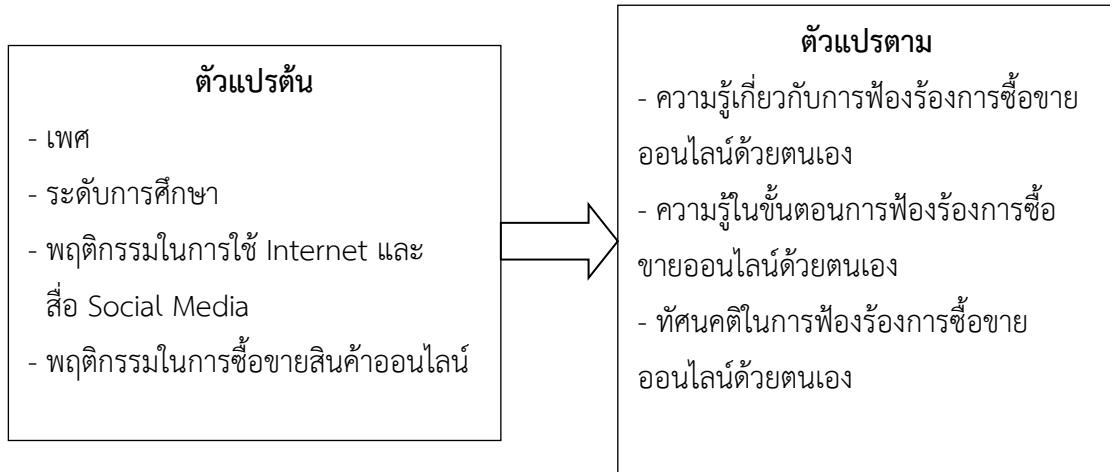 ตัวแปรต้น
- เพศ
- ระดับการศึกษา
- พฤติกรรมในการใช้ Internet และ
สื่อ Social Media
- พฤติกรรมในการซื้อขายสินค้าออนไลน์
ตัวแปรตาม
- ความรู้เกี่ยวกับการฟ้องร้องการซื้อขาย
ออนไลน์ด้วยตนเอง
- ความรู้ในขั้นตอนการฟ้องร้องการซื้อ
ขายออนไลน์ด้วยตนเอง
- ทัศนคติในการฟ้องร้องการซื้อขาย
ออนไลน์ด้วยตนเอง